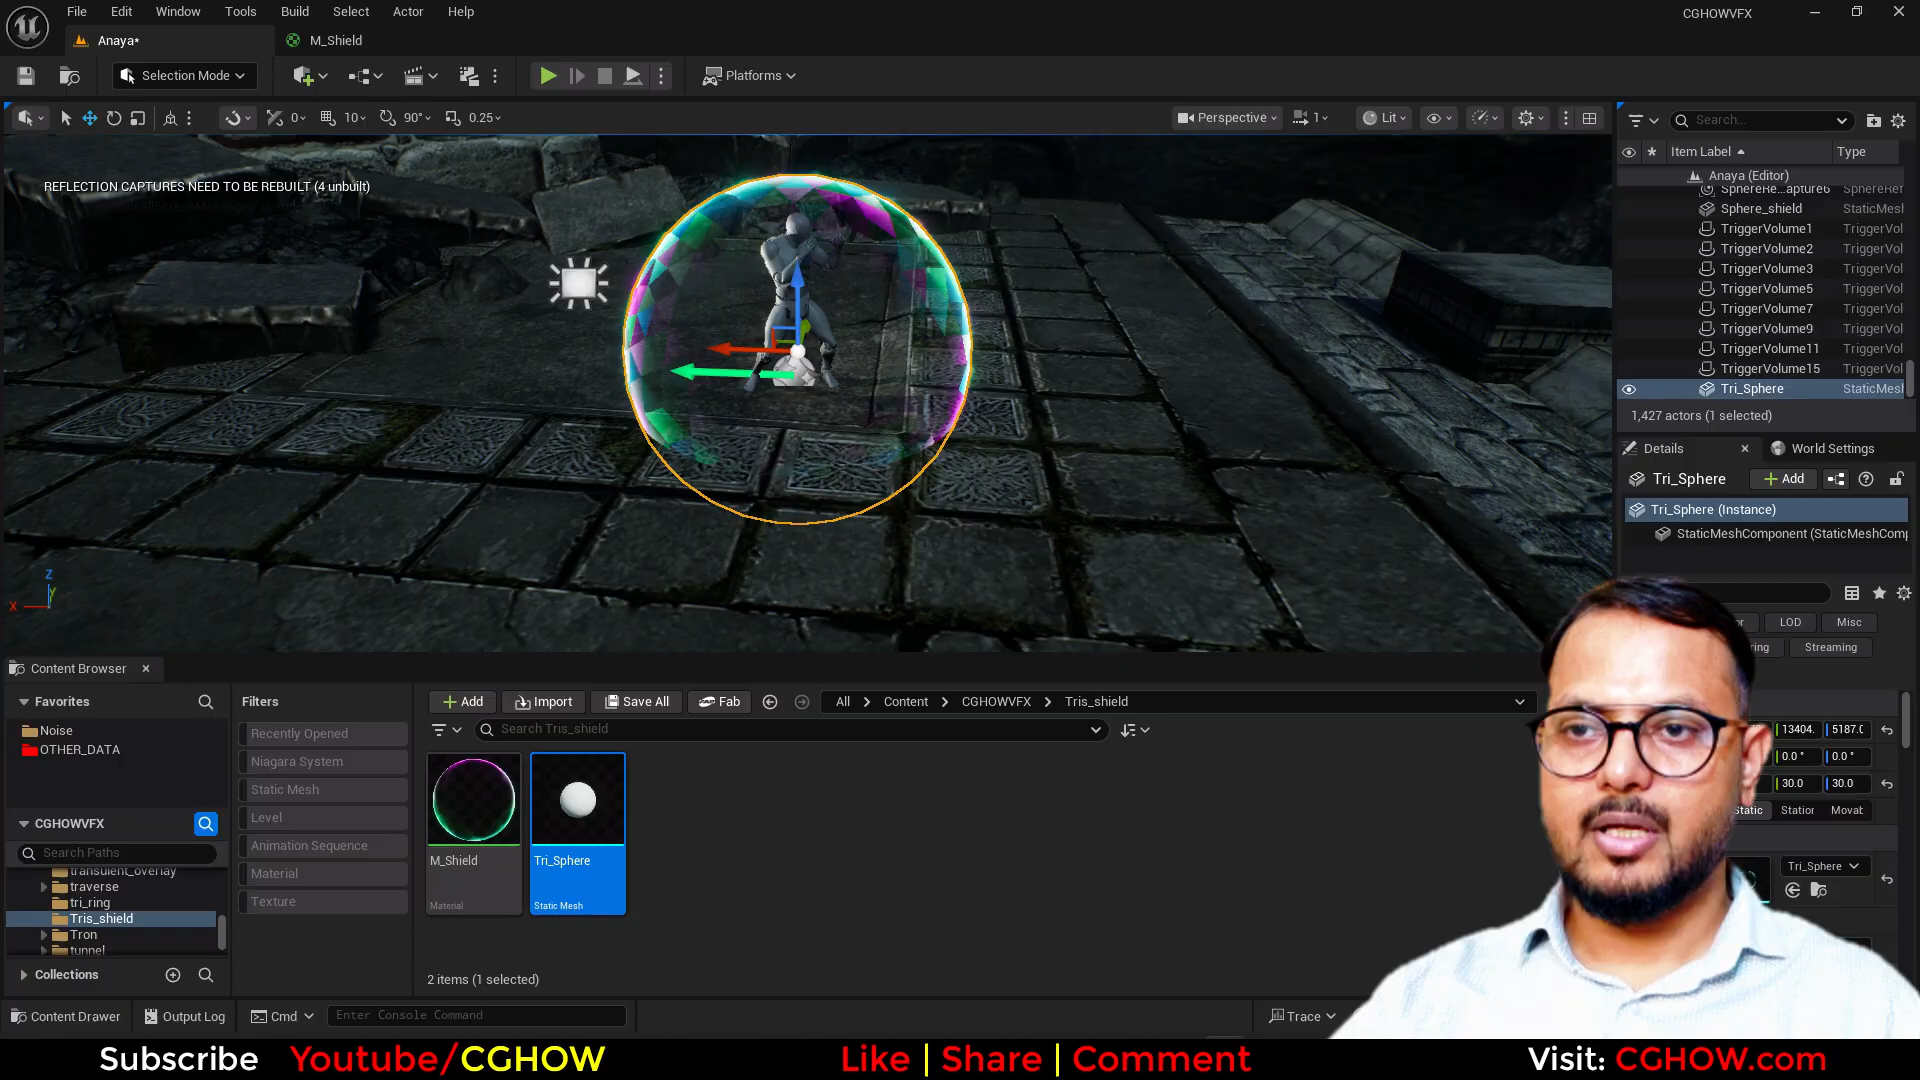 File Edit Window Tools Build Select Actor Help
CGHOWVFX
Anaya*
M_Shield
Selection Mode
Platforms
0
10
90°
0.25
Perspective
1
Lit
Search...
Item Label
Type
REFLECTION CAPTURES NEED TO BE REBUILT (4 unbuilt)
Anaya (Editor)
SphereRe...apture6 SphereRef
Sphere_shield StaticMesl
TriggerVolume1 TriggerVol
TriggerVolume2 TriggerVol
TriggerVolume3 TriggerVol
TriggerVolume5 TriggerVol
TriggerVolume7 TriggerVol
TriggerVolume9 TriggerVol
TriggerVolume11 TriggerVol
TriggerVolume15 TriggerVol
Tri_Sphere StaticMesl
1,427 actors (1 selected)
Details
World Settings
Tri_Sphere
Add
Tri_Sphere (Instance)
StaticMeshComponent (StaticMeshComp
LOD
Misc
Streaming
Z
Y
X
Content Browser
Favorites
Noise
OTHER_DATA
CGHOWVFX
Search Paths
transulent_overlay
traverse
tri_ring
Tris_shield
Tron
tunnel
Collections
Filters
Recently Opened
Niagara System
Static Mesh
Level
Animation Sequence
Material
Texture
Add
Import
Save All
Fab
All > Content > CGHOWVFX > Tris_shield
Search Tris_shield
M_Shield
Material
Tri_Sphere
Static Mesh
2 items (1 selected)
13404. 5187.0
0.0° 0.0°
30.0 30.0
Static Station Movab
Tri_Sphere
Content Drawer
Output Log
Cmd
Enter Console Command
Trace
Subscribe Youtube/CGHOW
Like | Share | Comment
Visit: CGHOW.com